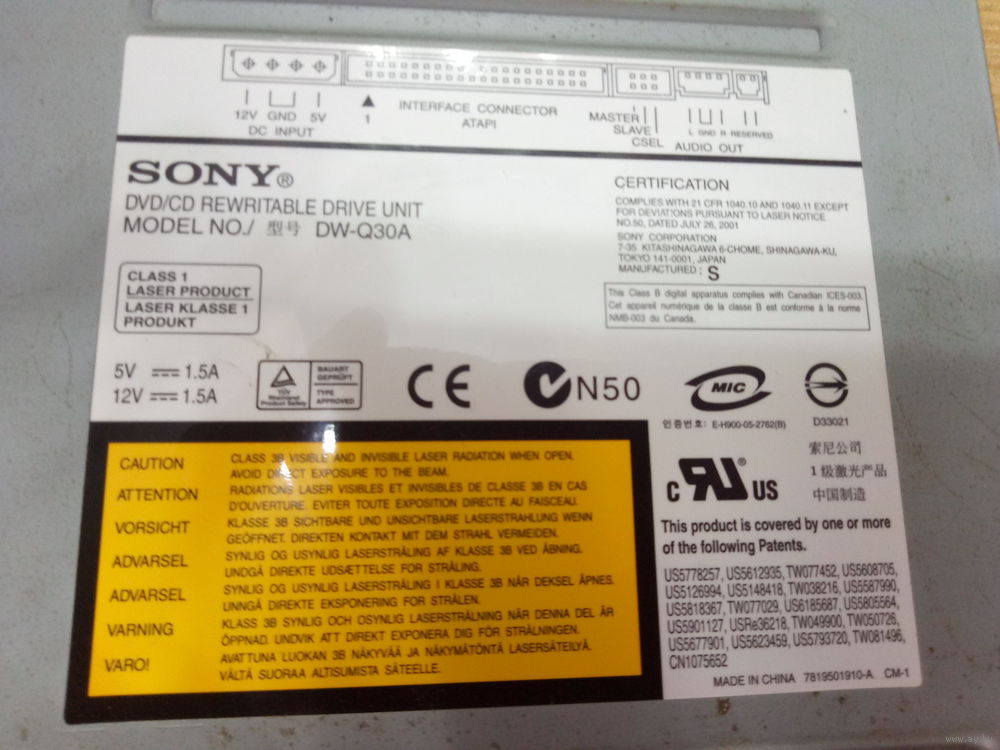 12V GND 5V
DC INPUT
1
INTERFACE CONNECTOR
ATAPI
MASTER
SLAVE
CSEL
L GND R RESERVED
AUDIO OUT
SONY®
DVD/CD REWRITABLE DRIVE UNIT
MODEL NO./ 型号 DW-Q30A
CLASS 1
LASER PRODUCT
LASER KLASSE 1
PRODUKT
CERTIFICATION
COMPLIES WITH 21 CFR 1040.10 AND 1040.11 EXCEPT
FOR DEVIATIONS PURSUANT TO LASER NOTICE
NO.50, DATED JULY 26, 2001
SONY CORPORATION
7-35 KITASHINAGAWA 6-CHOME, SHINAGAWA-KU,
TOKYO 141-0001, JAPAN
MANUFACTURED : S
This Class B digital apparatus complies with Canadian ICES-003.
Cet appareil numérique de la classe B est conforme à la norme
NMB-003 du Canada.
5V 1.5A
12V 1.5A
TÜV
Rheinland
Product Safety
BAUART
GEPRÜFT
TYPE
APPROVED
CE
N50
MIC
인증번호: E-H900-05-2762(B)
D33021
CAUTION
CLASS 3B VISIBLE AND INVISIBLE LASER RADIATION WHEN OPEN.
AVOID DIRECT EXPOSURE TO THE BEAM.
ATTENTION
RADIATIONS LASER VISIBLES ET INVISIBLES DE CLASSE 3B EN CAS
D'OUVERTURE. EVITER TOUTE EXPOSITION DIRECTE AU FAISCEAU.
VORSICHT
KLASSE 3B SICHTBARE UND UNSICHTBARE LASERSTRAHLUNG WENN
GEÖFFNET. DIREKTEN KONTAKT MIT DEM STRAHL VERMEIDEN.
ADVARSEL
SYNLIG OG USYNLIG LASERSTRÅLING AF KLASSE 3B VED ÅBNING.
UNDGÅ DIREKTE UDSÆTTELSE FOR STRÅLING.
ADVARSEL
SYNLIG OG USYNLIG LASERSTRÅLING I KLASSE 3B NÅR DEKSEL ÅPNES.
UNNGÅ DIREKTE EKSPONERING FOR STRÅLEN.
VARNING
KLASS 3B SYNLIG OCH OSYNLIG LASERSTRÅLNING NÄR DENNA DEL ÄR
ÖPPNAD. UNDVIK ATT DIREKT EXPONERA DIG FÖR STRÅLNINGEN.
VARO!
AVATTUNA LUOKAN 3B NÄKYVÄÄ JA NÄKYMÄTÖNTÄ LASERSÄTEILYÄ.
VÄLTÄ SUORAA ALTISUMISTA SÄTEELLE.
c RU® US
索尼公司
1级激光产品
中国制造
This product is covered by one or more
of the following Patents.
US5778257, US5612935, TW077452, US5608705,
US5126994, US5148418, TW038216, US5587990,
US5818367, TW077029, US6185687, US5805564,
US5901127, USRe36218, TW049900, TW050726,
US5677901, US5623459, US5793720, TW081496,
CN1075652
MADE IN CHINA 7819501910-A CM-1